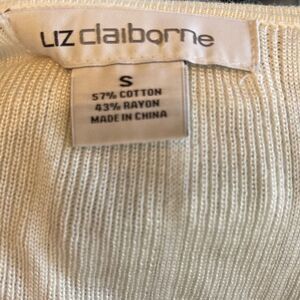 Liz claiborne
S
57% COTTON
43% RAYON
MADE IN CHINA